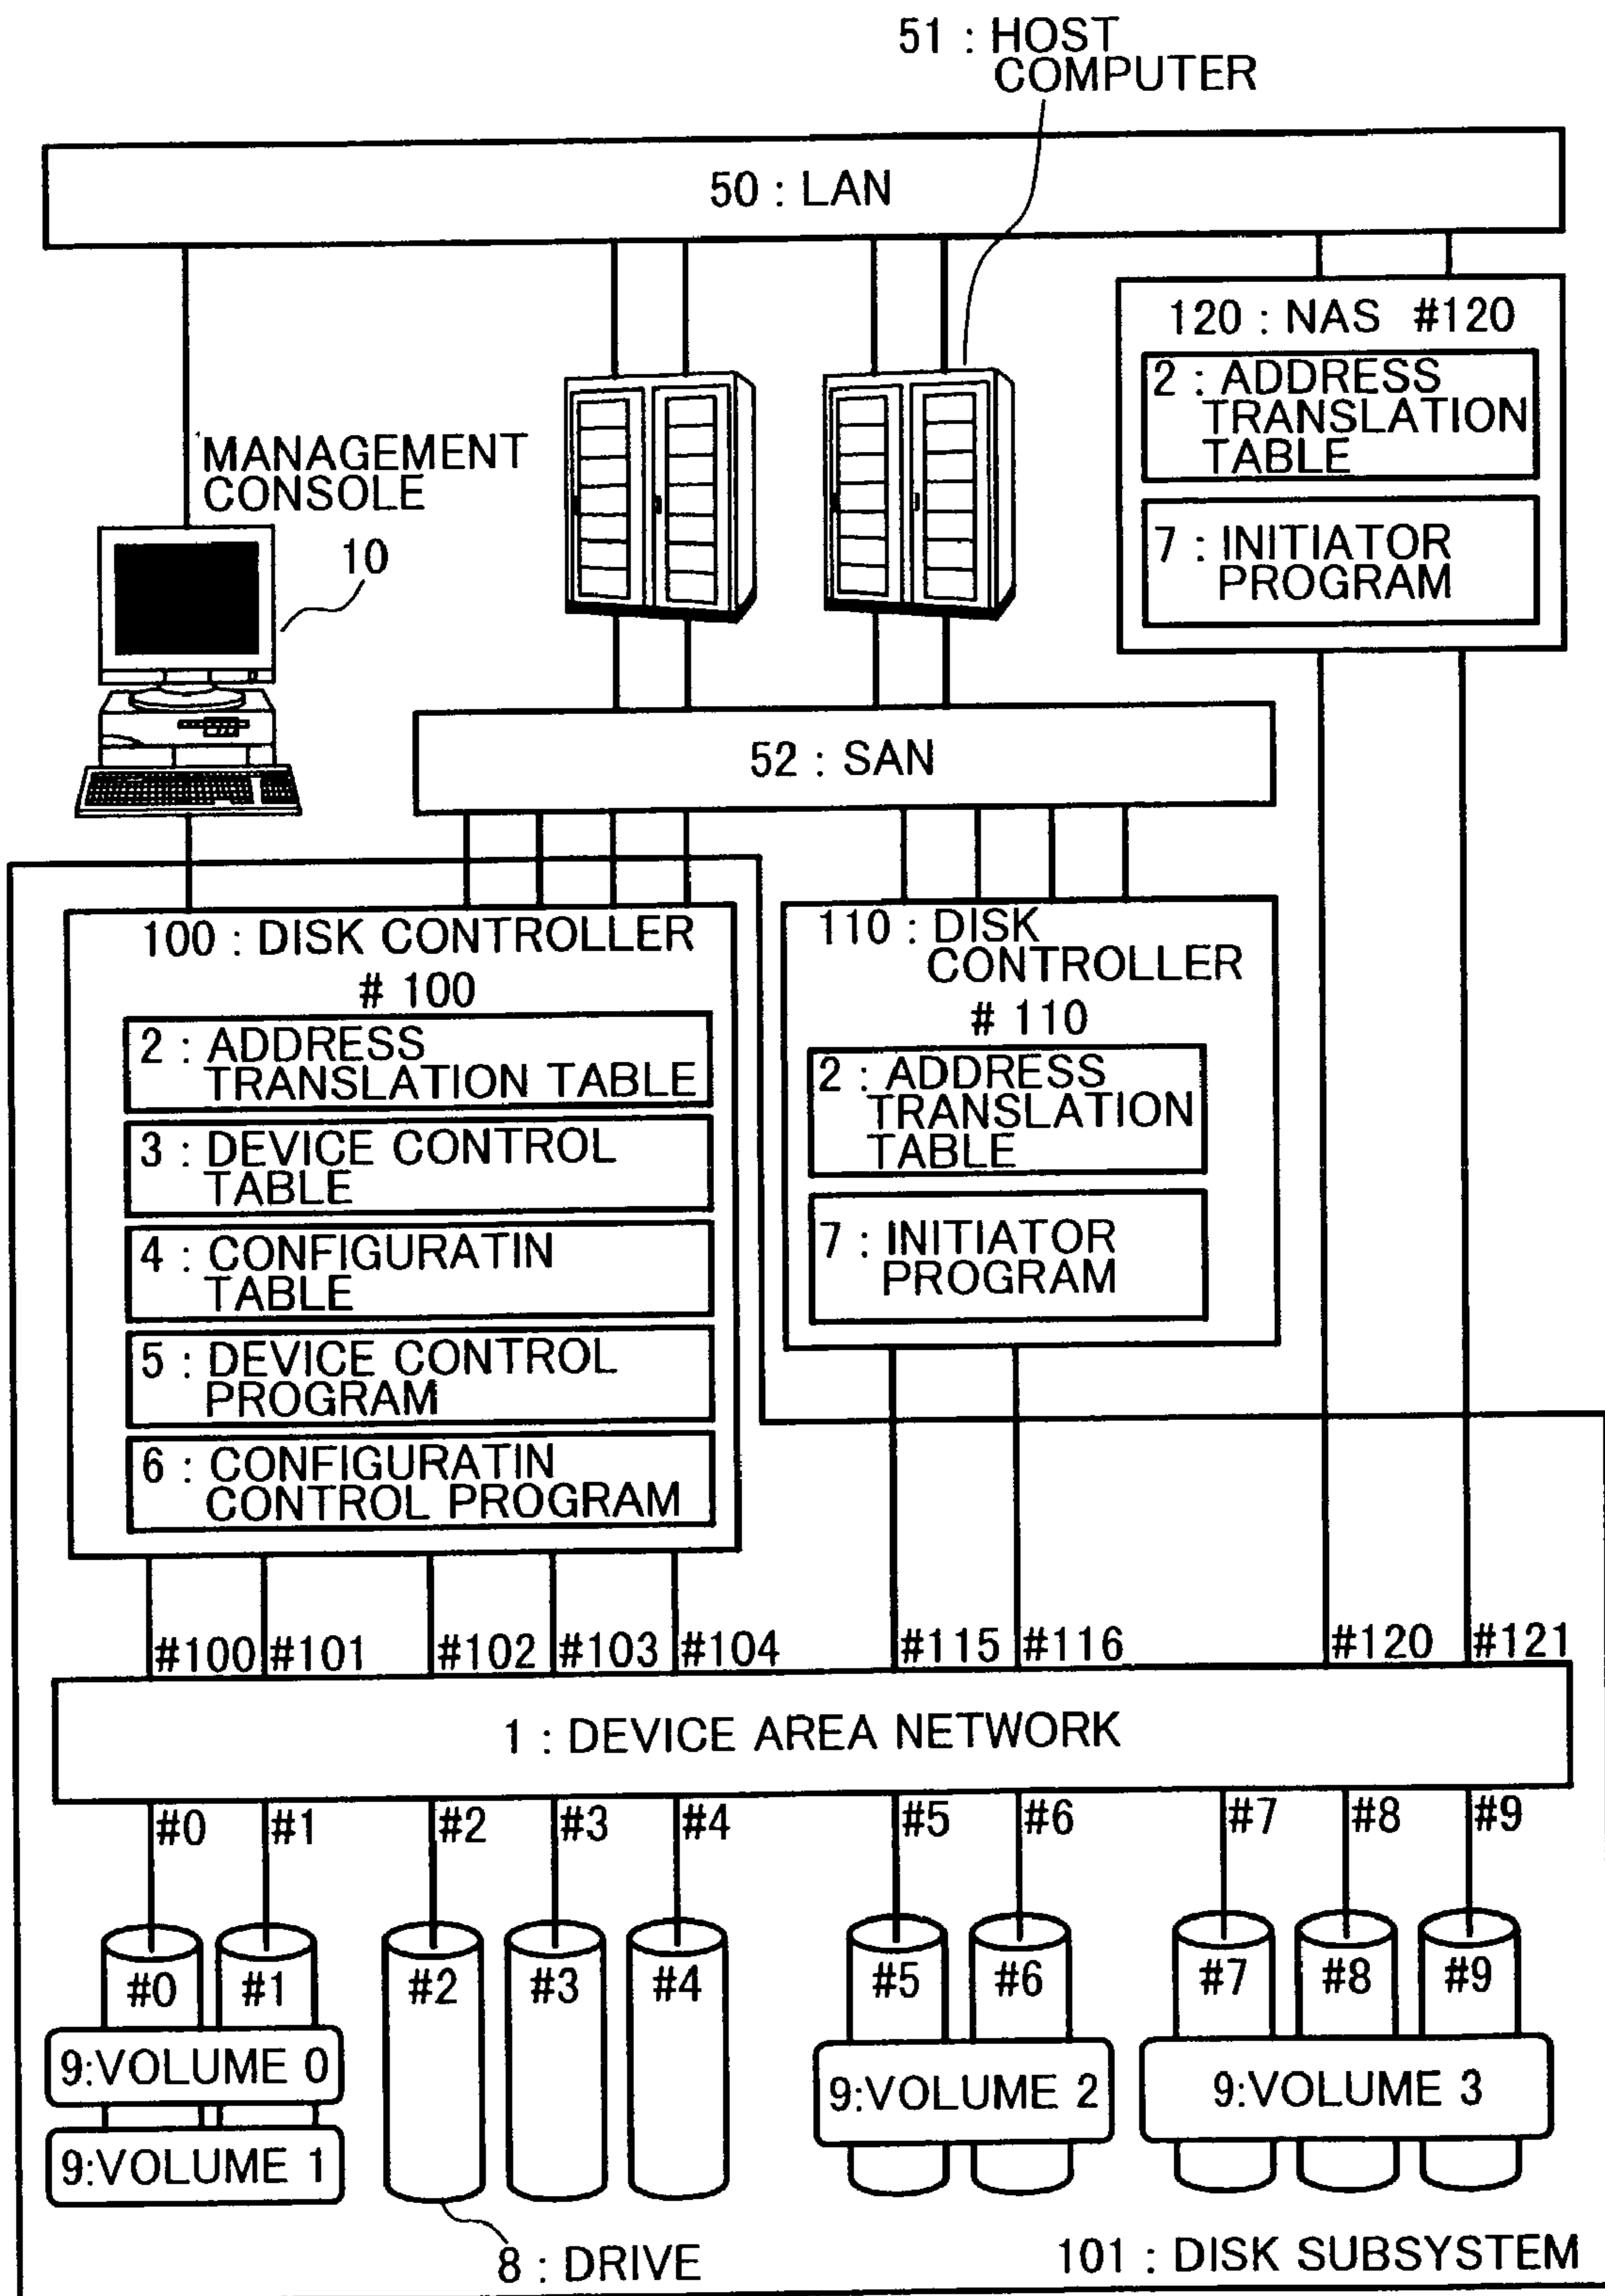 51 : HOST
COMPUTER
50 : LAN
120 : NAS #120
2 : ADDRESS
TRANSLATION
TABLE
7 : INITIATOR
PROGRAM
MANAGEMENT
CONSOLE
10
52 : SAN
100 : DISK CONTROLLER
# 100
2 : ADDRESS
TRANSLATION TABLE
3 : DEVICE CONTROL
TABLE
4 : CONFIGURATIN
TABLE
5 : DEVICE CONTROL
PROGRAM
6 : CONFIGURATIN
CONTROL PROGRAM
110 : DISK
CONTROLLER
# 110
2 : ADDRESS
TRANSLATION
TABLE
7 : INITIATOR
PROGRAM
#100 #101 #102 #103 #104 #115 #116 #120 #121
1 : DEVICE AREA NETWORK
#0 #1 #2 #3 #4 #5 #6 #7 #8 #9
#0 #1 #2 #3 #4 #5 #6 #7 #8 #9
9:VOLUME 0
9:VOLUME 2
9:VOLUME 3
9:VOLUME 1
8 : DRIVE
101 : DISK SUBSYSTEM